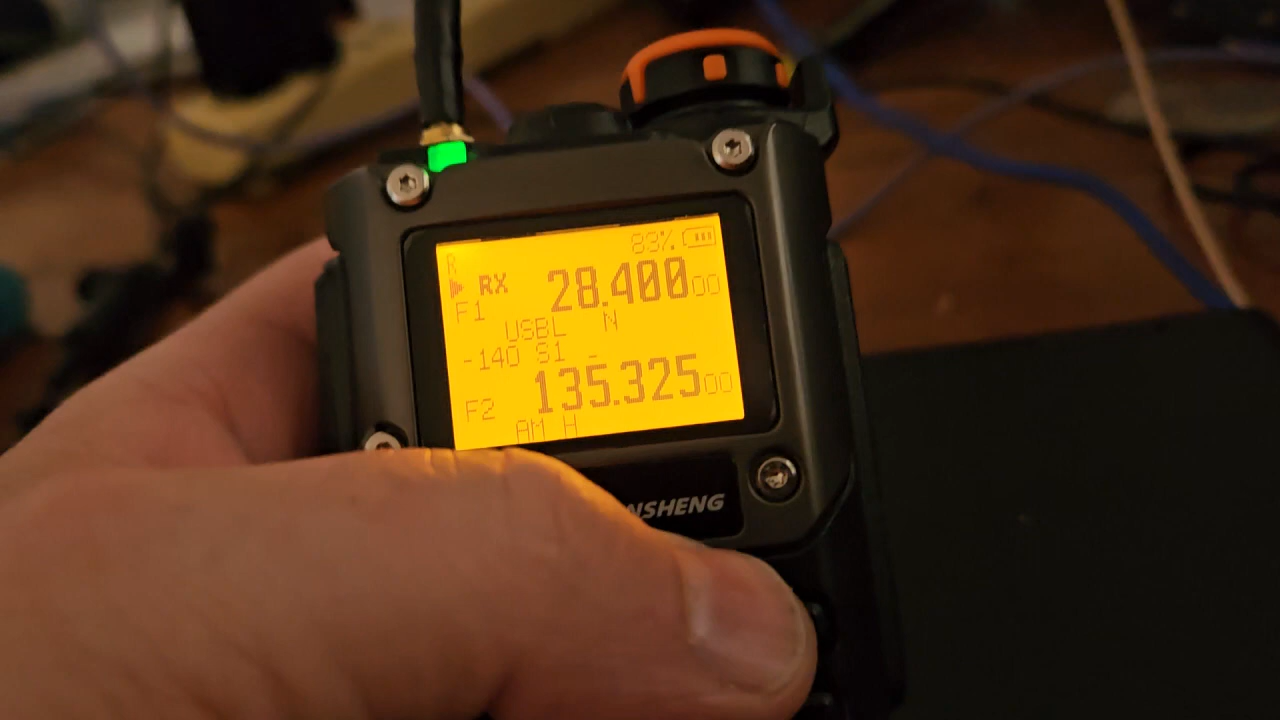 83%
R
RX 28.40000
F1
USBL N
-140 S1 -
135.32500
F2
AM H
NSHENG